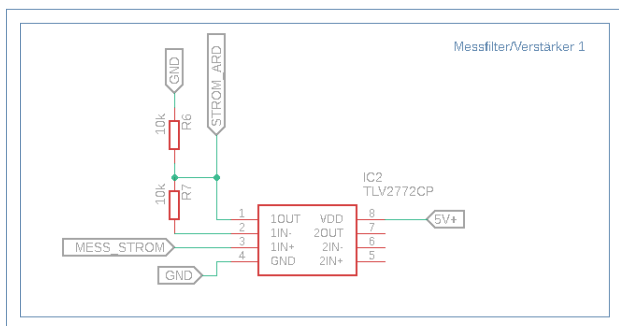 Messfilter/Verstärker 1
GND
STROM_ARD
10k
R6
10k
R7
IC2
TLV2772CP
1 1OUT VDD 8
2 1IN- 2OUT 7
3 1IN+ 2IN- 6
4 GND 2IN+ 5
5V+
MESS_STROM
GND